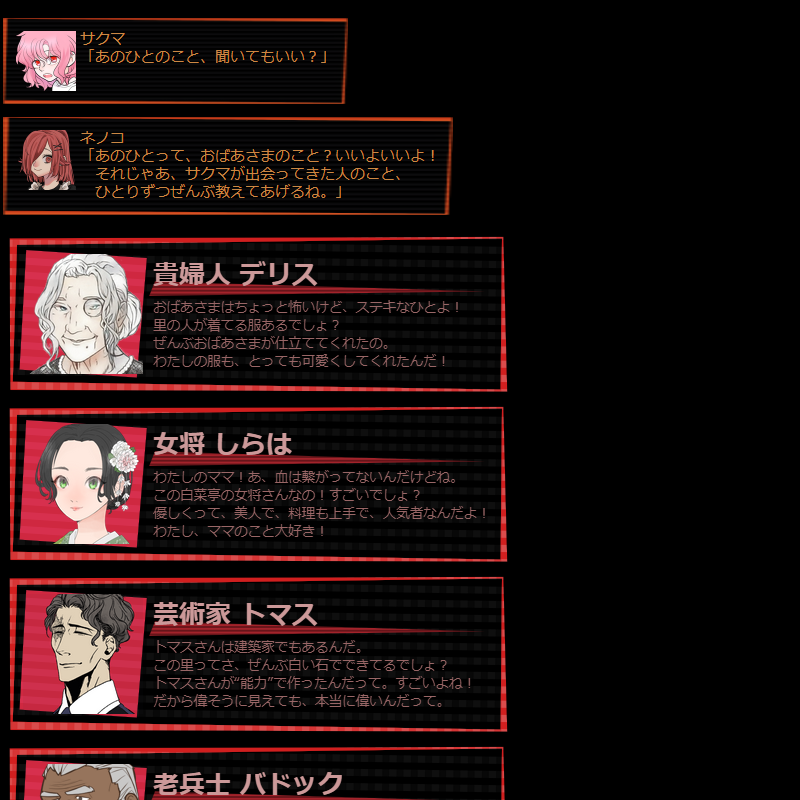 サクマ
「あのひとのこと、聞いてもいい？」
ネノコ
「あのひとって、おばあさまのこと？いいよいいよ！
それじゃあ、サクマが出会ってきた人のこと、
ひとりずつぜんぶ教えてあげるね。」
貴婦人 デリス
おばあさまはちょっと怖いけど、ステキなひとよ！
里の人が着てる服あるでしょ？
ぜんぶおばあさまが仕立ててくれたの。
わたしの服も、とっても可愛くしてくれたんだ！
女将 しらは
わたしのママ！あ、血は繋がってないんだけどね。
この白菜亭の女将さんなの！すごいでしょ？
優しくって、美人で、料理も上手で、人気者なんだよ！
わたし、ママのこと大好き！
芸術家 トマス
トマスさんは建築家でもあるんだ。
この里ってさ、ぜんぶ白い石でできてるでしょ？
トマスさんが“能力”で作ったんだって。すごいよね！
だから偉そうに見えても、本当に偉いんだって。
老兵士 バドック